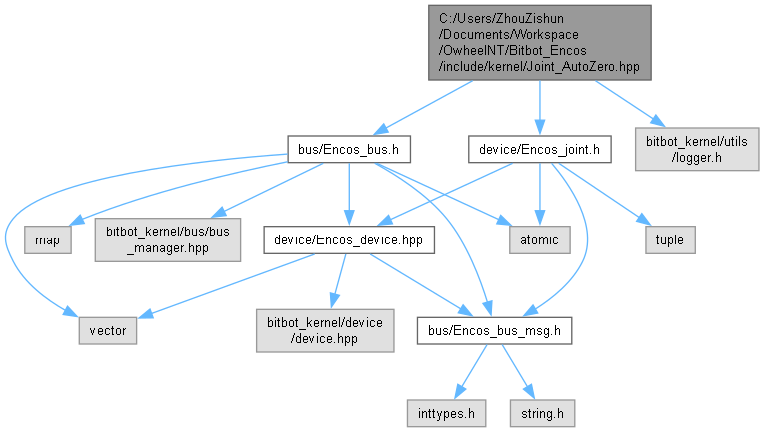 C:/Users/ZhouZishun
/Documents/Workspace
/OwheelNT/Bitbot_Encos
/include/kernel/Joint_AutoZero.hpp
bus/Encos_bus.h
device/Encos_joint.h
bitbot_kernel/utils
/logger.h
map
bitbot_kernel/bus/bus
_manager.hpp
device/Encos_device.hpp
atomic
tuple
vector
bitbot_kernel/device
/device.hpp
bus/Encos_bus_msg.h
inttypes.h
string.h